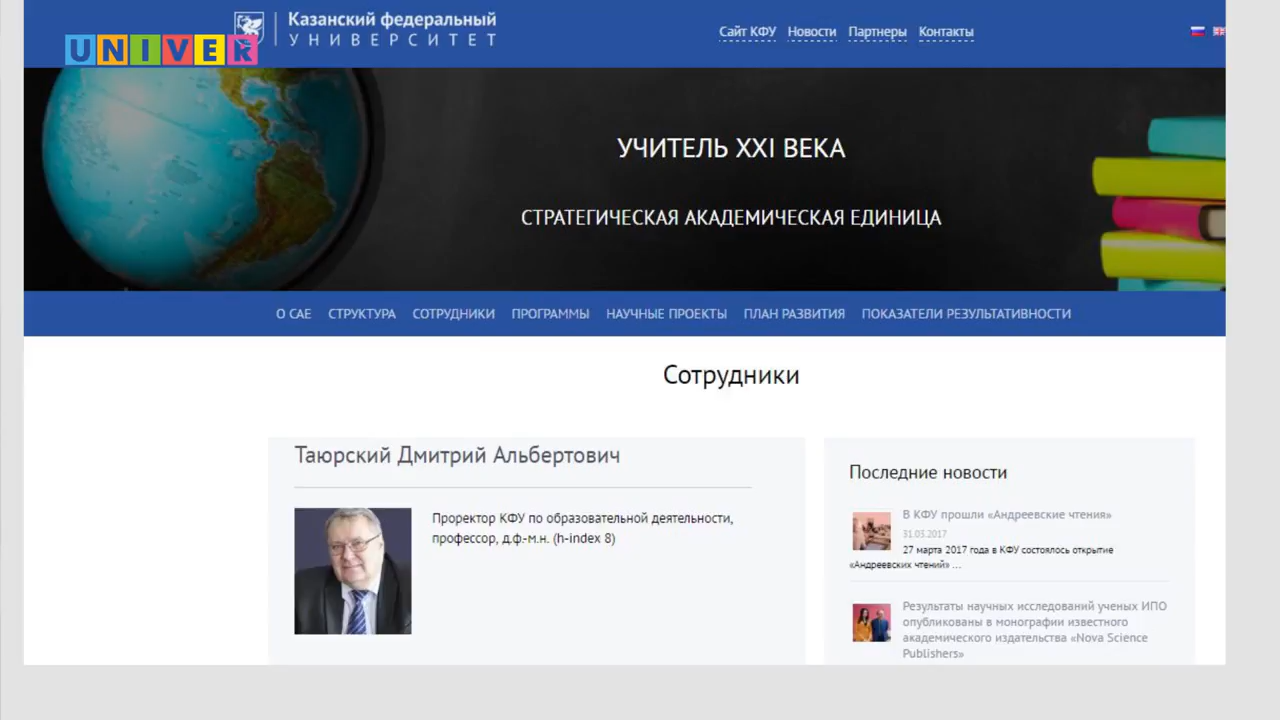 Казанский федеральный
УНИВЕРСИТЕТ
UNIVER
Сайт КФУ Новости Партнеры Контакты
УЧИТЕЛЬ XXI ВЕКА
СТРАТЕГИЧЕСКАЯ АКАДЕМИЧЕСКАЯ ЕДИНИЦА
О САЕ СТРУКТУРА СОТРУДНИКИ ПРОГРАММЫ НАУЧНЫЕ ПРОЕКТЫ ПЛАН РАЗВИТИЯ ПОКАЗАТЕЛИ РЕЗУЛЬТАТИВНОСТИ
Сотрудники
Таюрский Дмитрий Альбертович
Проректор КФУ по образовательной деятельности,
профессор, д.ф.-м.н. (h-index 8)
Последние новости
В КФУ прошли «Андреевские чтения»
31.03.2017
27 марта 2017 года в КФУ состоялось открытие
«Андреевских чтений» ...
Результаты научных исследований ученых ИПО
опубликованы в монографии известного
академического издательства «Nova Science
Publishers»